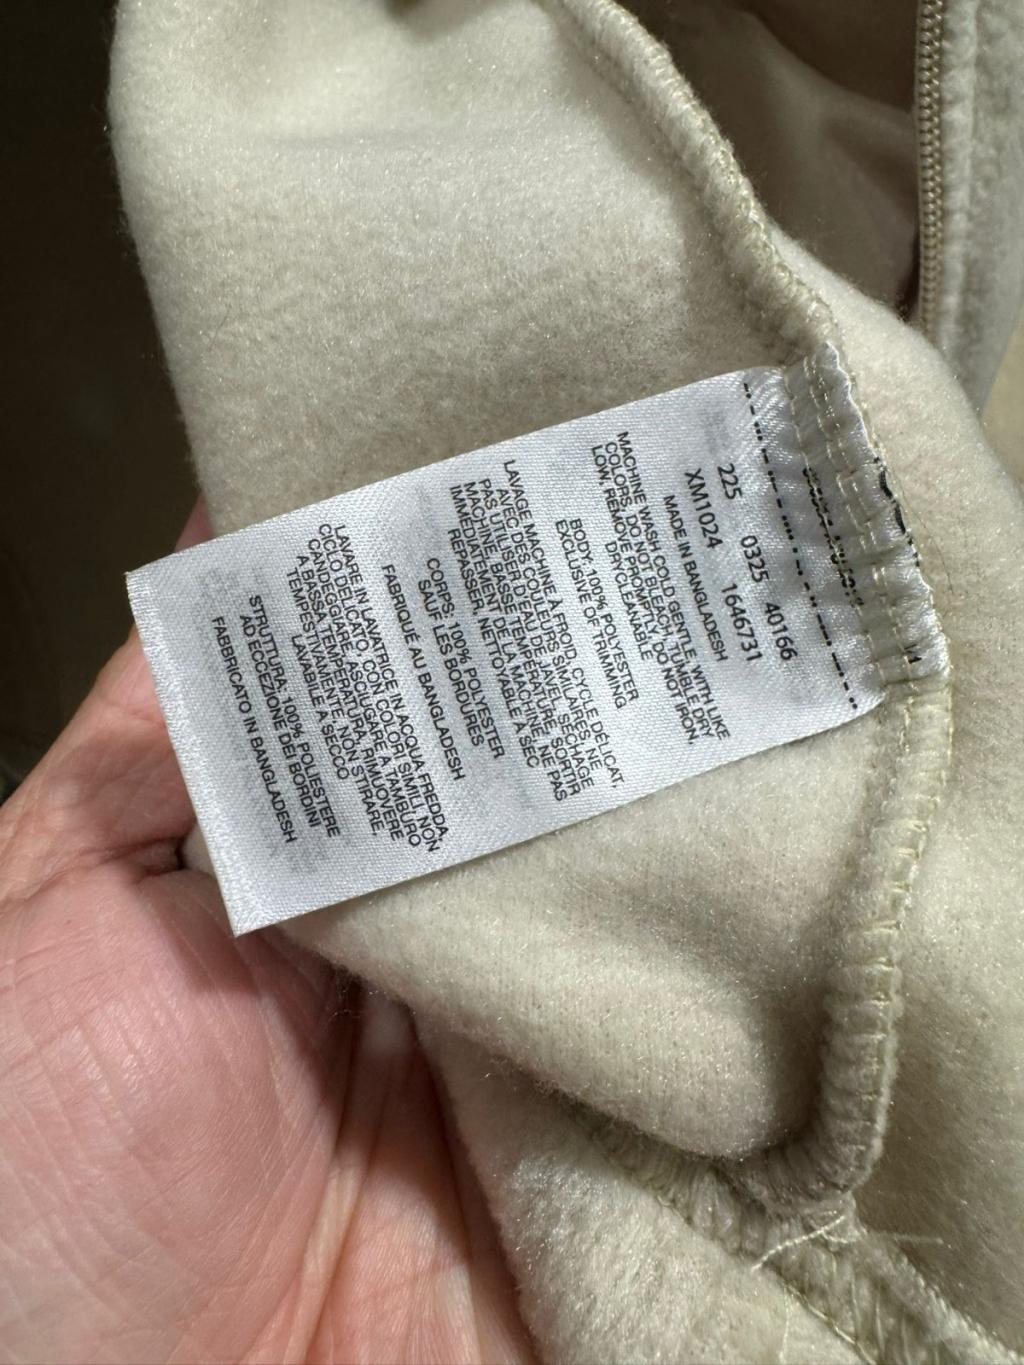 225 0325 40166
XM1024 1646731
MADE IN BANGLADESH
MACHINE WASH COLD GENTLE, WITH LIKE
COLORS, DO NOT BLEACH, TUMBLE DRY
LOW, REMOVE PROMPTLY, DO NOT IRON,
DRYCLEANABLE
BODY: 100% POLYESTER
EXCLUSIVE OF TRIMMING
LAVAGE MACHINE À FROID, CYCLE DÉLICAT,
AVEC DES COULEURS SIMILAIRES, NE
PAS UTILISER D'EAU DE JAVEL, SÉCHAGE
MACHINE, BASSE TEMPÉRATURE, SORTIR
IMMÉDIATEMENT DE LA MACHINE, NE PAS
REPASSER, NETTOYABLE À SEC
CORPS: 100% POLYESTER
SAUF LES BORDURES
FABRIQUÉ AU BANGLADESH
LAVARE IN LAVATRICE IN ACQUA FREDDA,
CICLO DELICATO, CON COLORI SIMILI, NON
CANDEGGIARE, ASCIUGARE A TAMBURO
A BASSA TEMPERATURA, RIMUOVERE
TEMPESTIVAMENTE, NON STIRARE,
LAVABILE A SECCO
STRUTTURA: 100% POLIESTERE
AD ECCEZIONE DEI BORDINI
FABBRICATO IN BANGLADESH